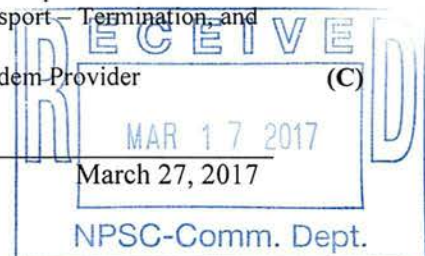 sport – Termination, and
RECEIVED
dem Provider (C)
MAR 17 2017
March 27, 2017
NPSC-Comm. Dept.